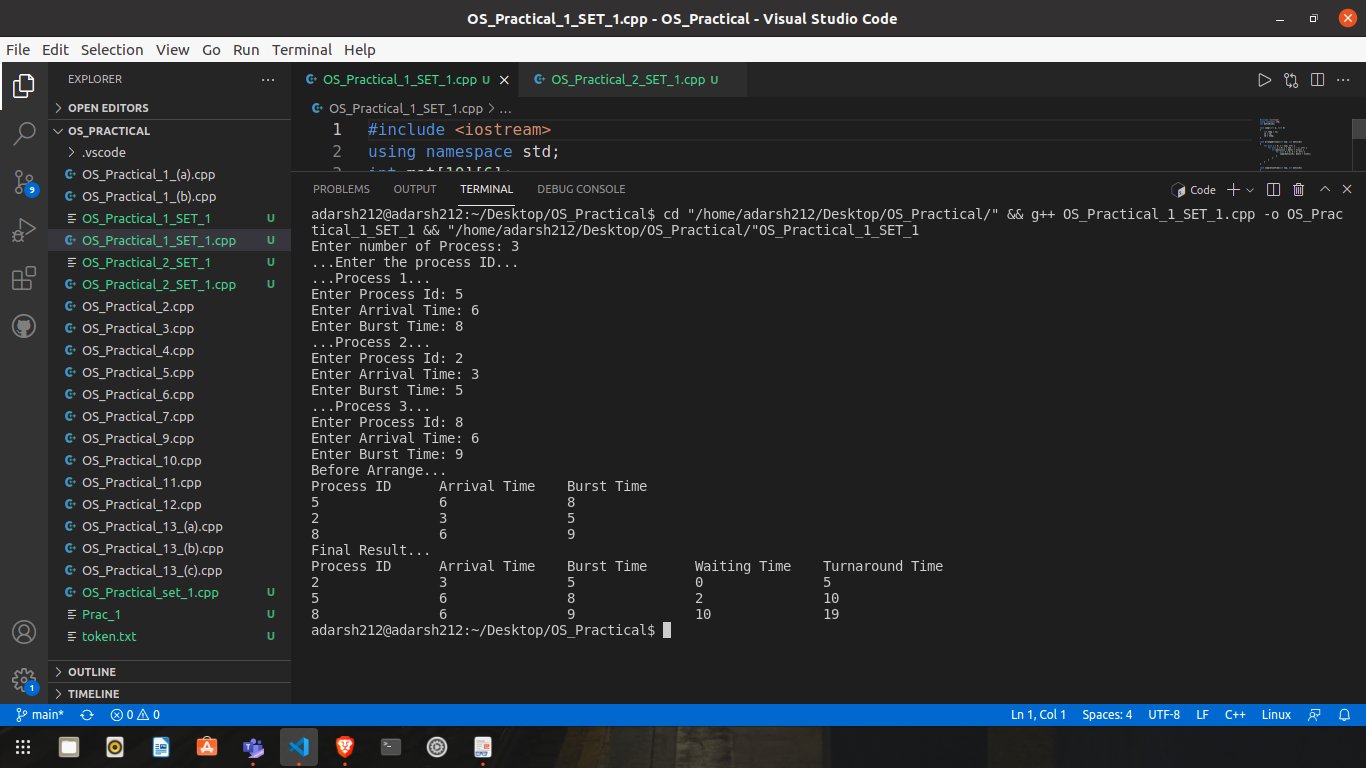 OS_Practical_1_SET_1.cpp - OS_Practical - Visual Studio Code
File Edit Selection View Go Run Terminal Help
EXPLORER
OPEN EDITORS
OS_PRACTICAL
.vscode
OS_Practical_1_(a).cpp
OS_Practical_1_(b).cpp
OS_Practical_1_SET_1 U
OS_Practical_1_SET_1.cpp U
OS_Practical_2_SET_1 U
OS_Practical_2_SET_1.cpp U
OS_Practical_2.cpp
OS_Practical_3.cpp
OS_Practical_4.cpp
OS_Practical_5.cpp
OS_Practical_6.cpp
OS_Practical_7.cpp
OS_Practical_9.cpp
OS_Practical_10.cpp
OS_Practical_11.cpp
OS_Practical_12.cpp
OS_Practical_13_(a).cpp
OS_Practical_13_(b).cpp
OS_Practical_13_(c).cpp
OS_Practical_set_1.cpp U
Prac_1 U
token.txt U
OUTLINE
TIMELINE
9
1
OS_Practical_1_SET_1.cpp U OS_Practical_2_SET_1.cpp U
OS_Practical_1_SET_1.cpp > ...
1 #include <iostream>
2 using namespace std;
PROBLEMS OUTPUT TERMINAL DEBUG CONSOLE Code
adarsh212@adarsh212:~/Desktop/OS_Practical$ cd "/home/adarsh212/Desktop/OS_Practical/" && g++ OS_Practical_1_SET_1.cpp -o OS_Prac
tical_1_SET_1 && "/home/adarsh212/Desktop/OS_Practical/"OS_Practical_1_SET_1
Enter number of Process: 3
...Enter the process ID...
...Process 1...
Enter Process Id: 5
Enter Arrival Time: 6
Enter Burst Time: 8
...Process 2...
Enter Process Id: 2
Enter Arrival Time: 3
Enter Burst Time: 5
...Process 3...
Enter Process Id: 8
Enter Arrival Time: 6
Enter Burst Time: 9
Before Arrange...
Process ID Arrival Time Burst Time
5 6 8
2 3 5
8 6 9
Final Result...
Process ID Arrival Time Burst Time Waiting Time Turnaround Time
2 3 5 0 5
5 6 8 2 10
8 6 9 10 19
adarsh212@adarsh212:~/Desktop/OS_Practical$
main* 0 0 Ln 1, Col 1 Spaces: 4 UTF-8 LF C++ Linux